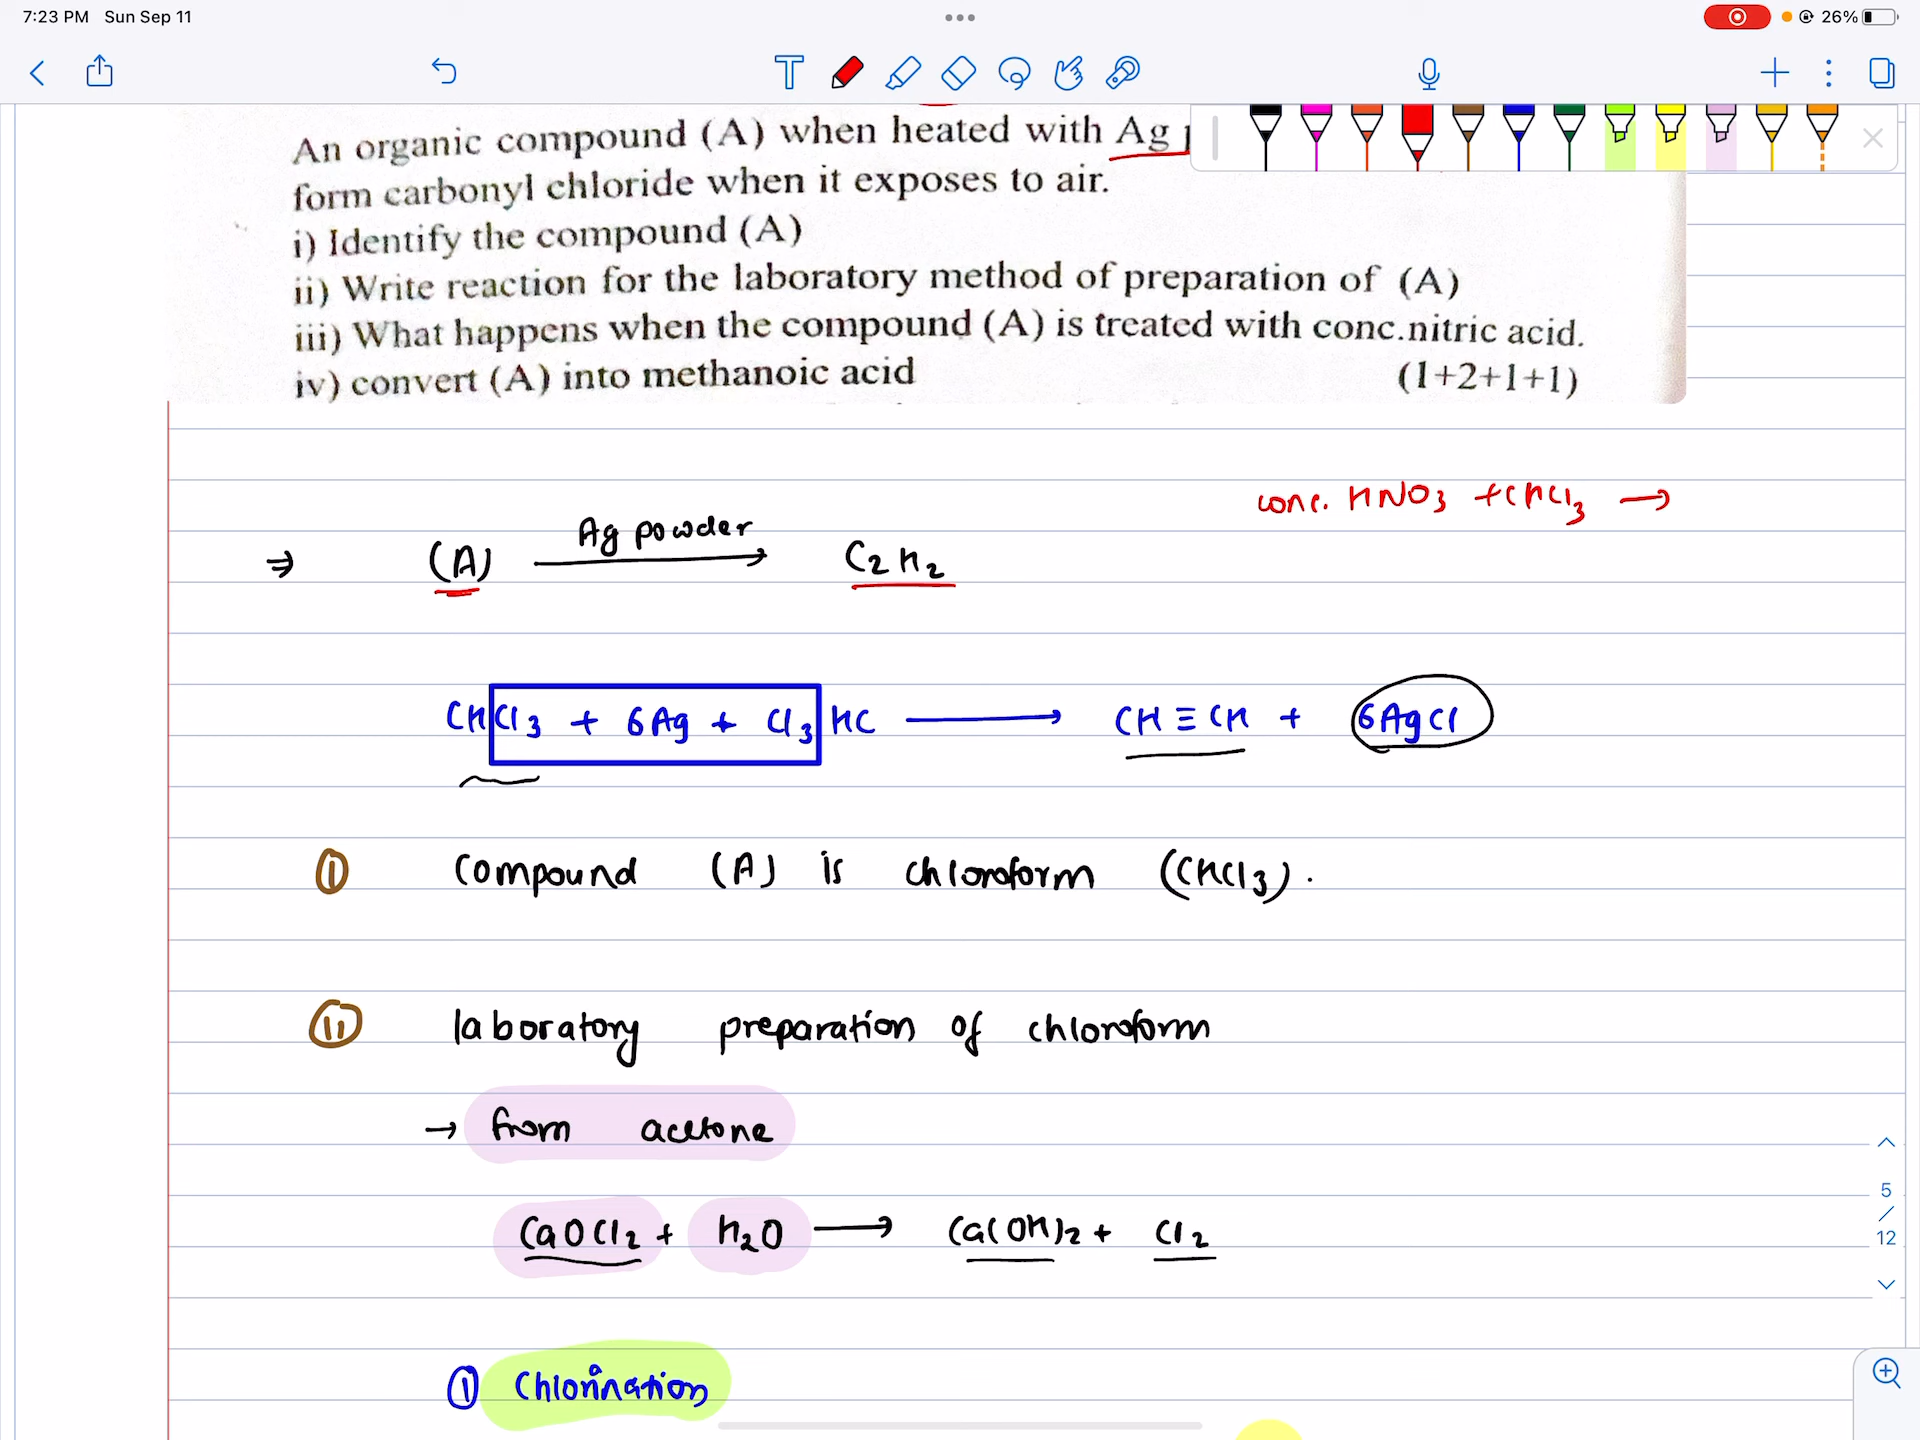 7:23 PM Sun Sep 11
26%
An organic compound (A) when heated with Ag
form carbonyl chloride when it exposes to air.
i) Identify the compound (A)
ii) Write reaction for the laboratory method of preparation of (A)
iii) What happens when the compound (A) is treated with conc.nitric acid.
iv) convert (A) into methanoic acid (1+2+1+1)
conc. HNO3 + CHCl3 →
⇒ (A) Ag powder → C2H2
CHCl3 + 6Ag + Cl3HC → CH≡CH + 6AgCl
① Compound (A) is chloroform (CHCl3).
ⅱ laboratory preparation of chloroform
→ from acetone
CaOCl2 + H2O → Ca(OH)2 + Cl2
① Chlorination
5
/
12